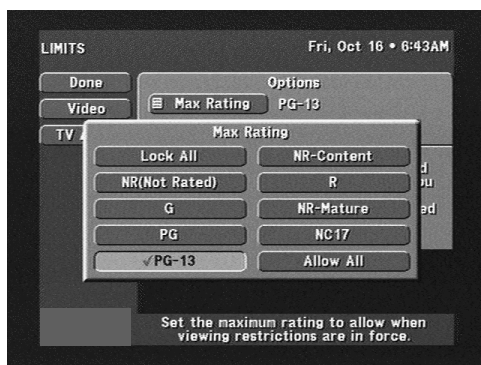 LIMITS
Fri, Oct 16 • 6:43AM
Done
Options
Video
Max Rating
PG-13
TV
Max Rating
Lock All
NR-Content
NR(Not Rated)
R
G
NR-Mature
PG
NC17
✓PG-13
Allow All
Set the maximum rating to allow when
viewing restrictions are in force.